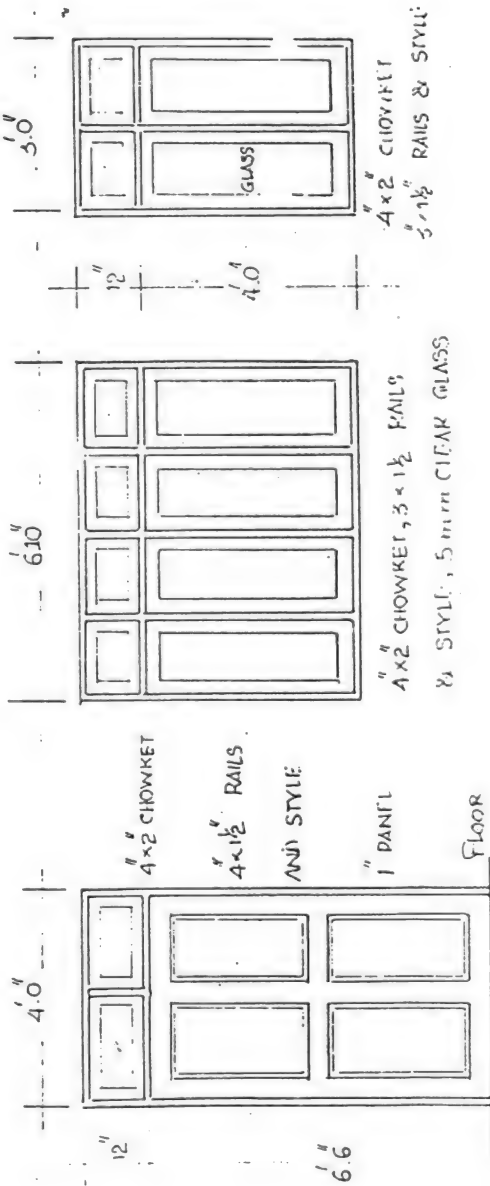 4'.0"
12"
6'.6"
4"×2" CHOWKET
4"×1½" RAILS
AND STYLE
1" PANEL
FLOOR
6'.10"
4"×2" CHOWKET, 3×1½ RAILS
& STYLE, 5 mm CLEAR GLASS
3'.0"
12"
4'.0"
GLASS
4"×2" CHOWKET
3"×1½" RAILS & STYLE